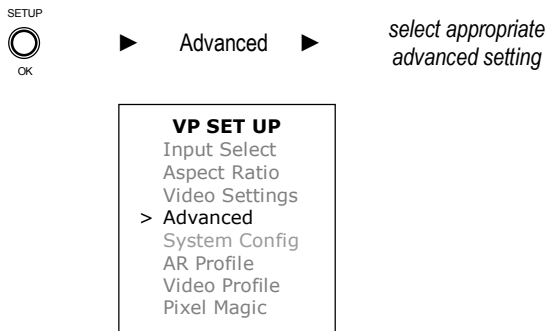 SETUP
OK
► Advanced ►
select appropriate
advanced setting
VP SET UP
Input Select
Aspect Ratio
Video Settings
> Advanced
System Config
AR Profile
Video Profile
Pixel Magic